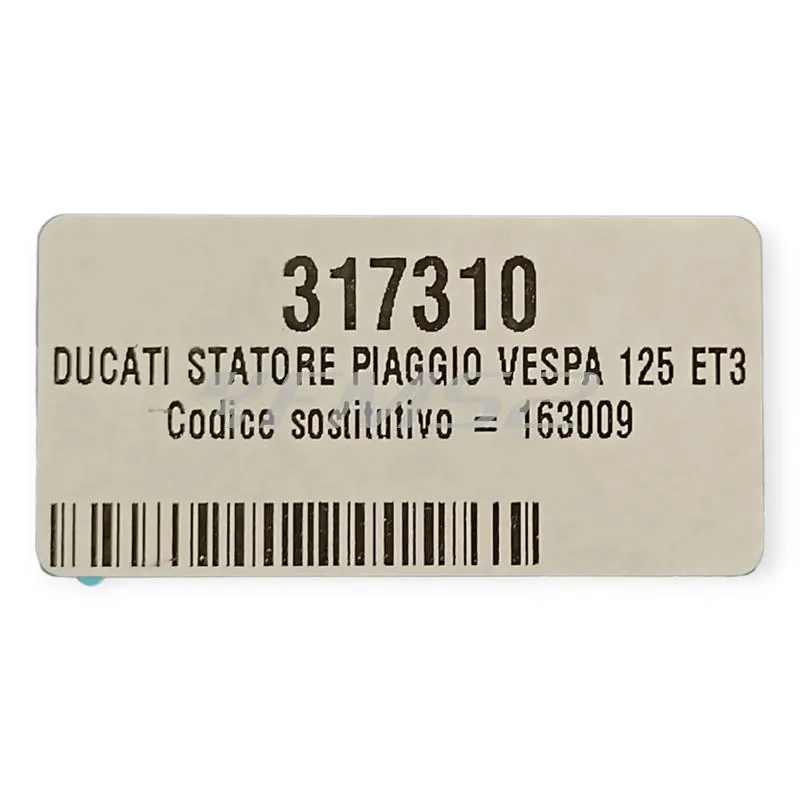 317310
DUCATI STATORE PIAGGIO VESPA 125 ET3
Codice sostitutivo = 163009